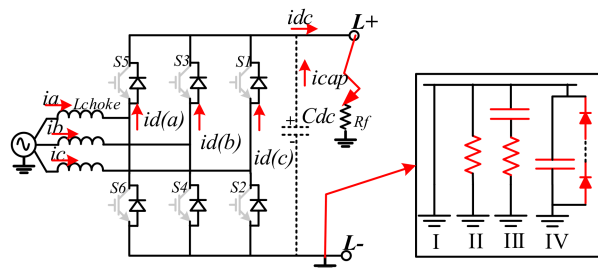 idc
L+
S5
S3
S1
ia
Lchoke
icap
+
Cdc
-
Rf
ib
id(a)
id(b)
id(c)
ic
S6
S4
S2
L-
I
II
III
IV